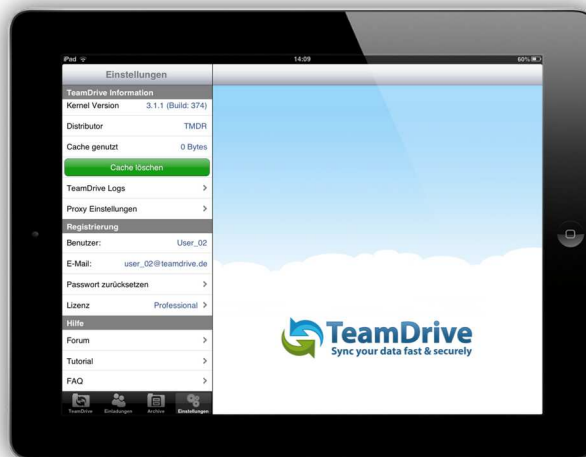 iPad
14:09
60%
Einstellungen
TeamDrive Information
Kernel Version 3.1.1 (Build: 374)
Distributor TMDR
Cache genutzt 0 Bytes
Cache löschen
TeamDrive Logs
Proxy Einstellungen
Registrierung
Benutzer: User_02
E-Mail: user_02@teamdrive.de
Passwort zurücksetzen
Lizenz Professional
Hilfe
Forum
Tutorial
FAQ
TeamDrive Einladungen Archive Einstellungen
TeamDrive
Sync your data fast & securely